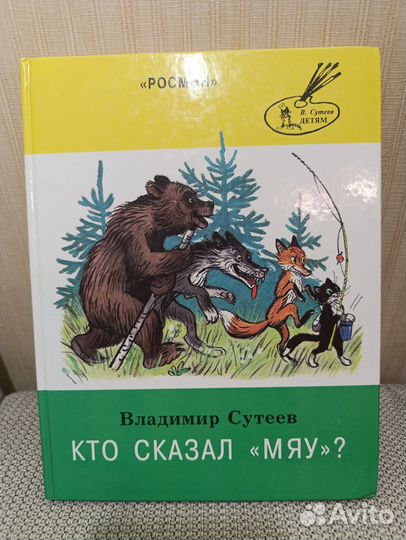 «РОСМЭН»
В. Сутеев
ДЕТЯМ
Владимир Сутеев
КТО СКАЗАЛ «МЯУ»?
Avito